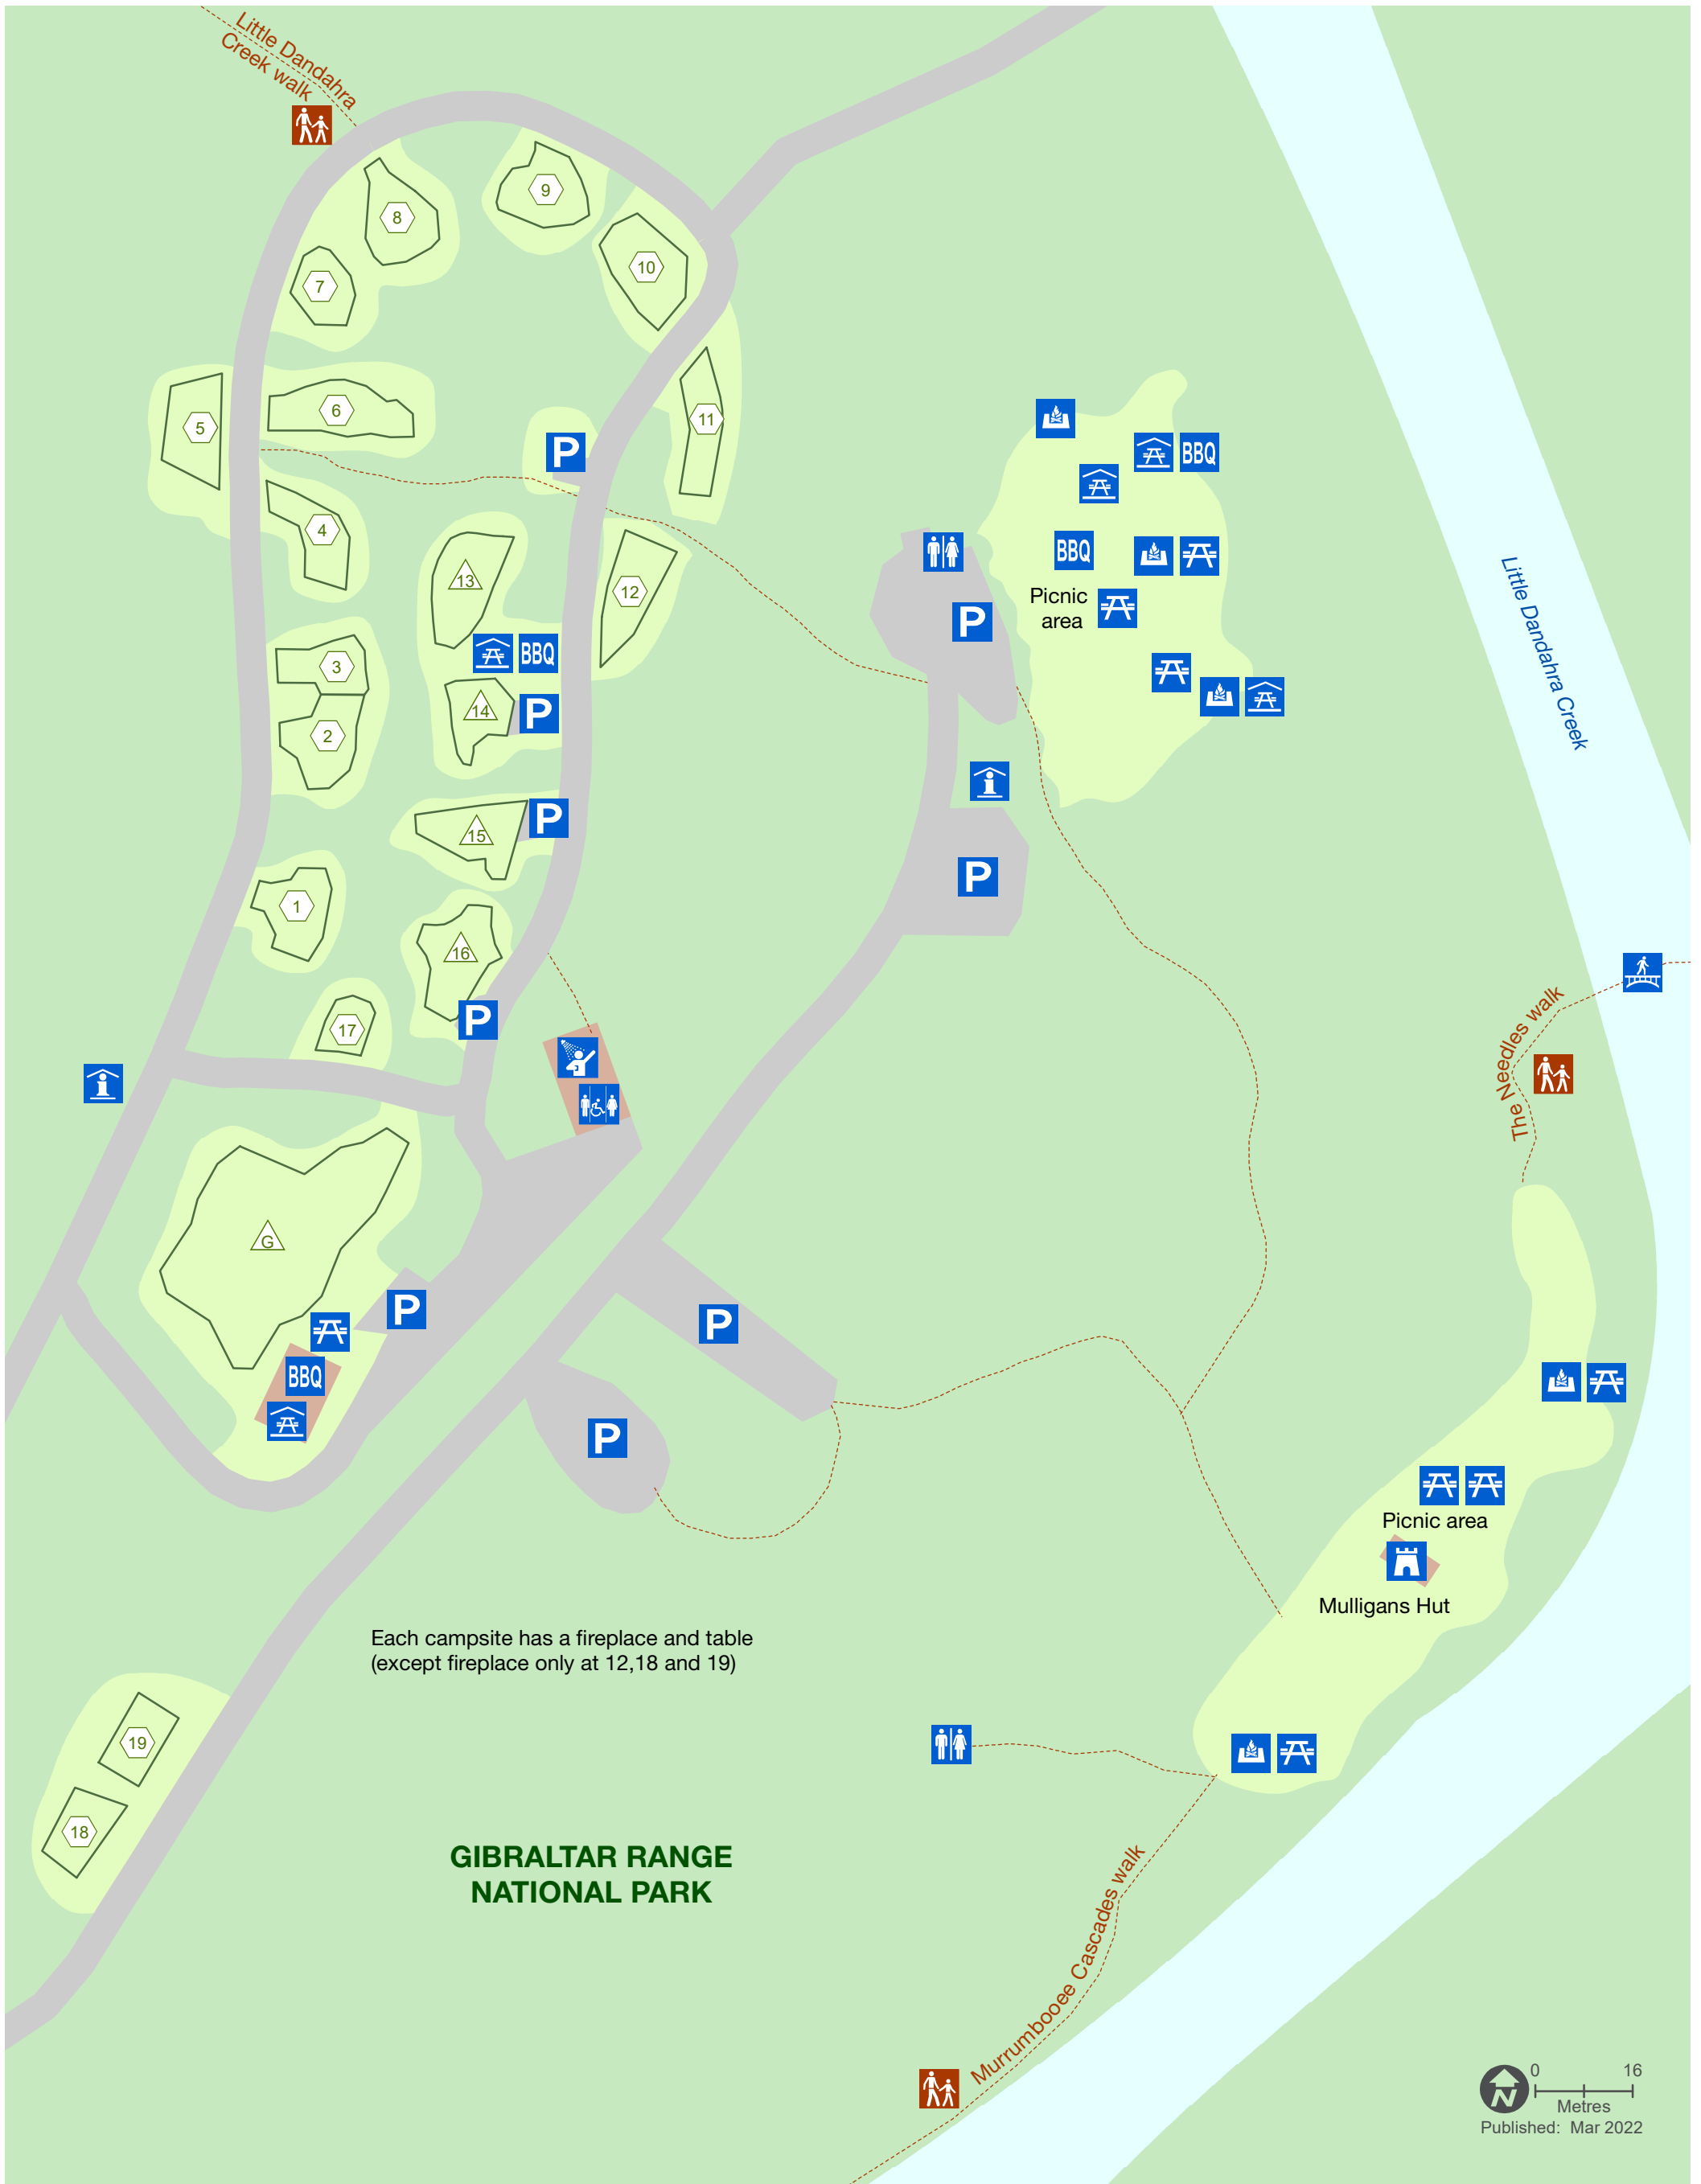 Little Dandahra
Creek walk
9
8
10
7
6
11
5
P
BBQ
4
BBQ
13
12
Picnic
area
P
Little Dandahra Creek
BBQ
3
14
P
2
15
P
P
1
16
The Needles walk
17
P
G
P
P
BBQ
P
Picnic area
Mulligans Hut
Each campsite has a fireplace and table
(except fireplace only at 12,18 and 19)
19
18
GIBRALTAR RANGE
NATIONAL PARK
Murrumbooee Cascades walk
N
0 16
Metres
Published: Mar 2022